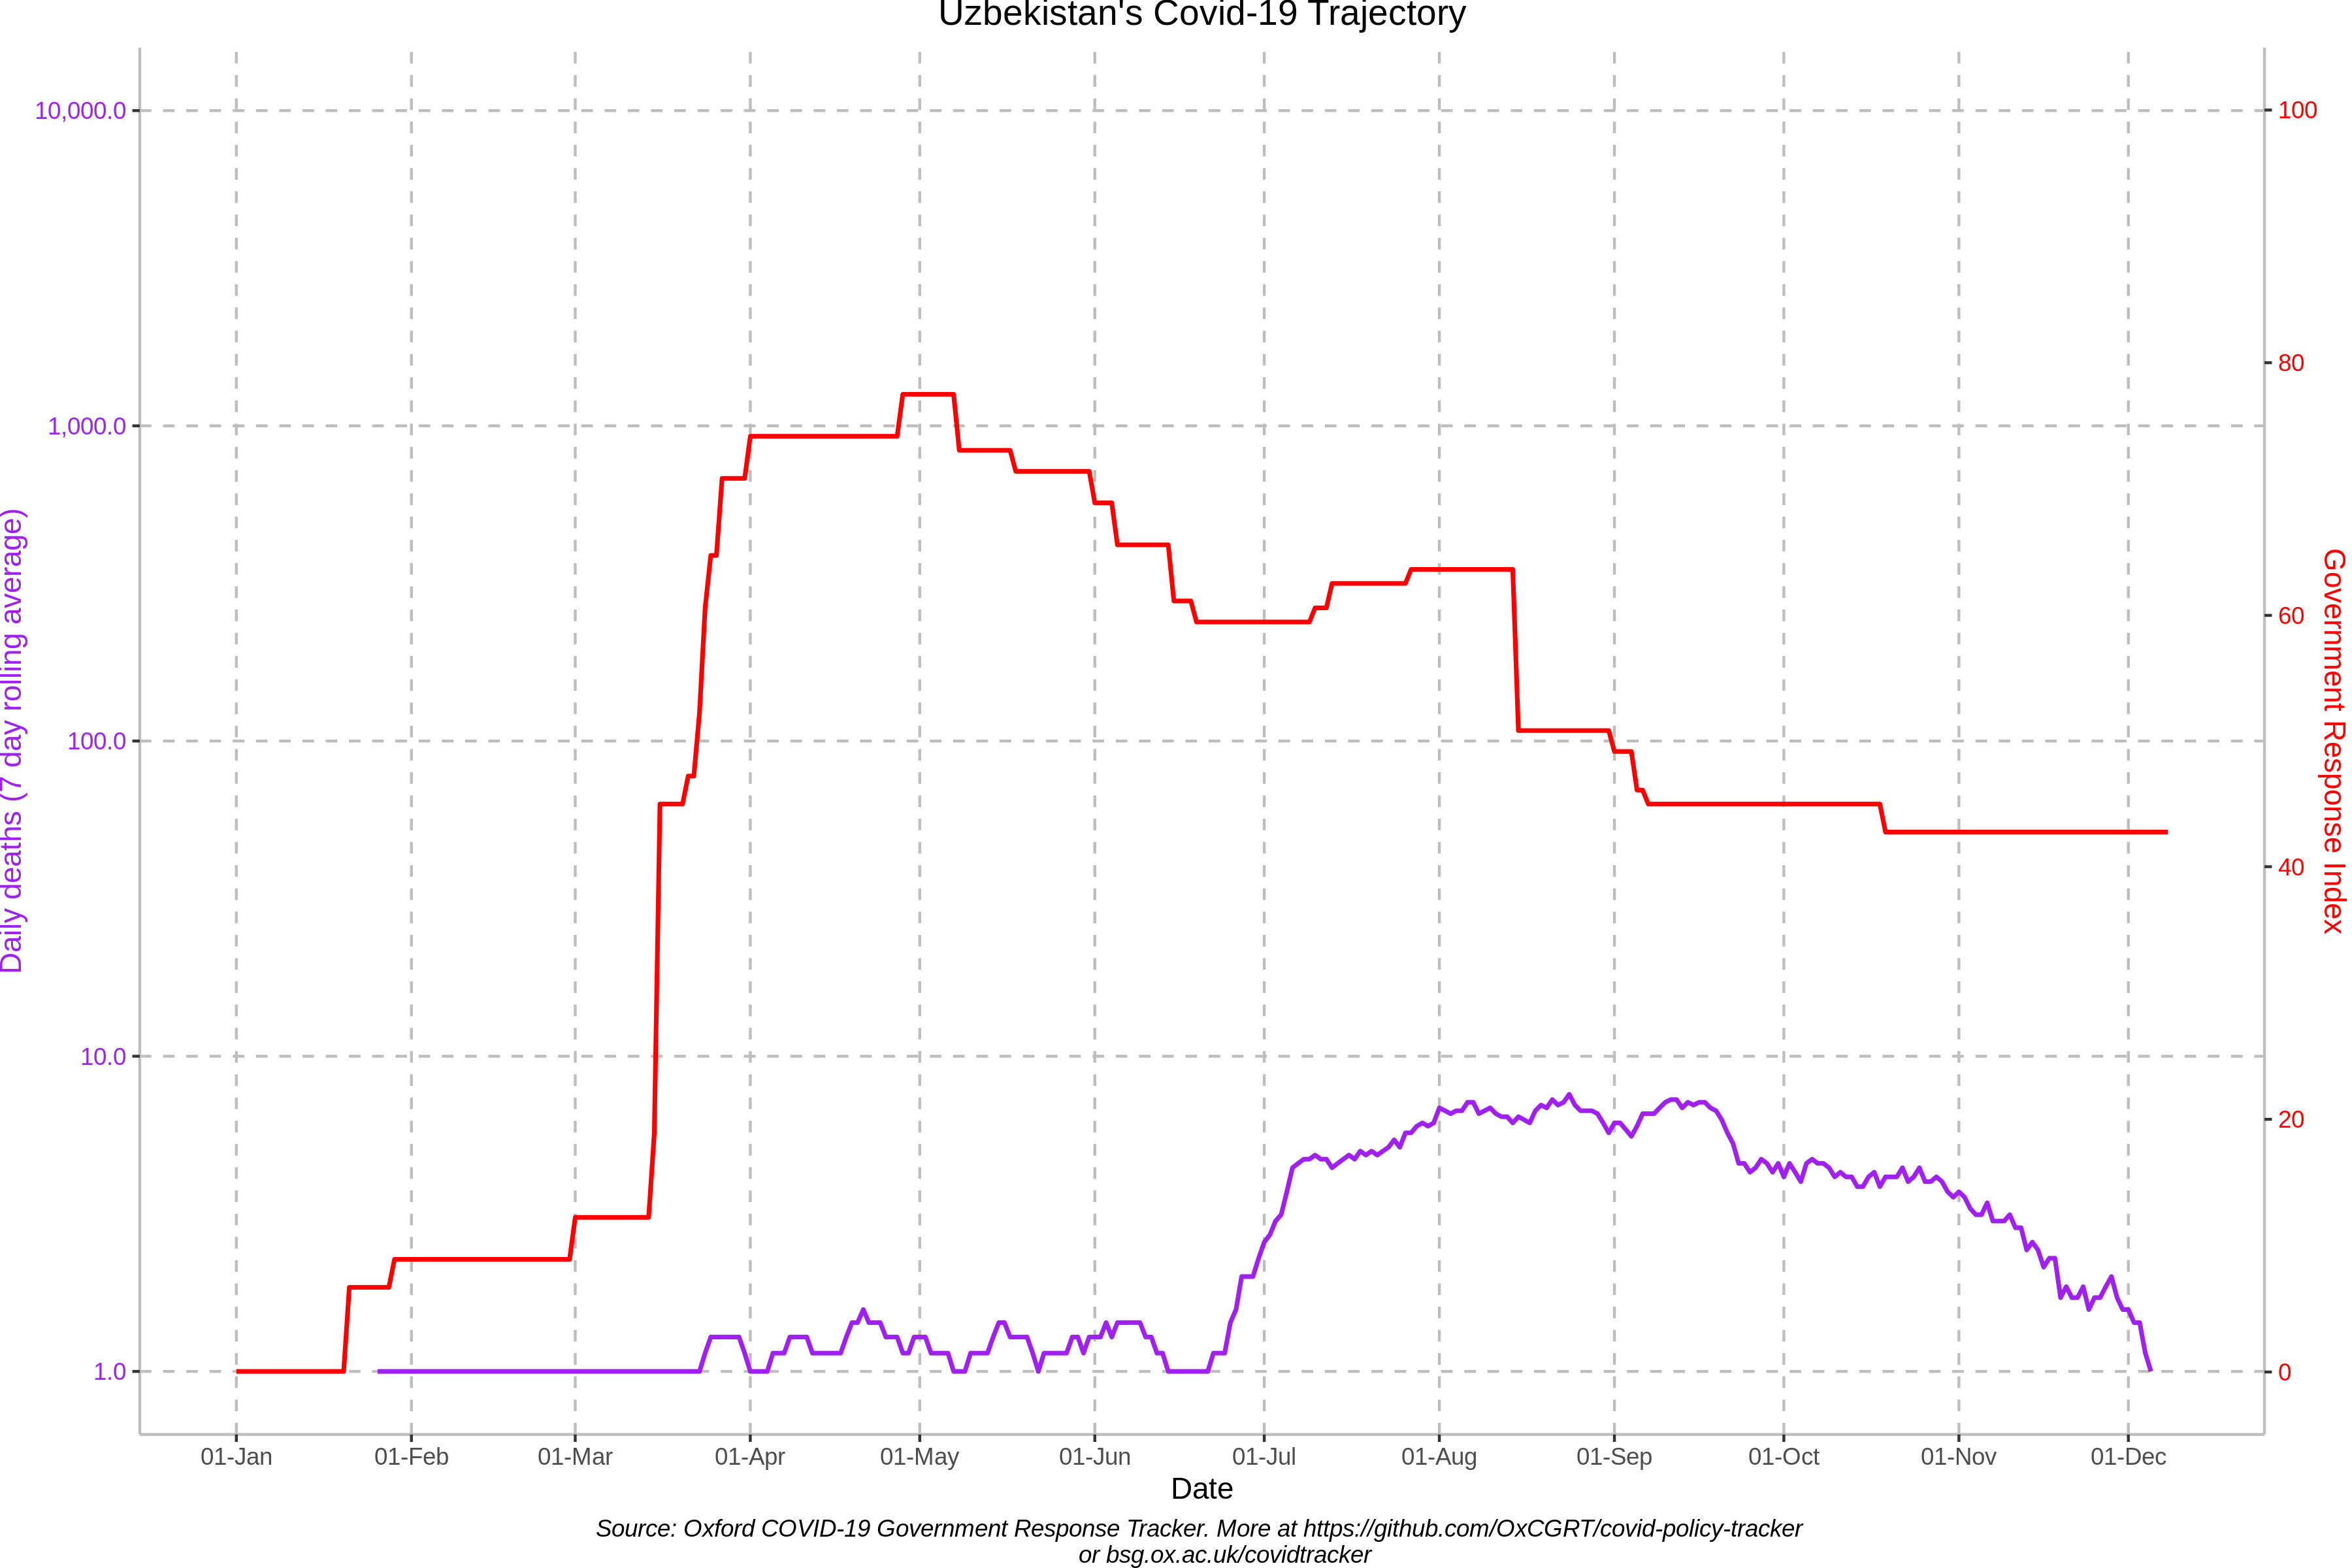 Uzbekistan's Covid-19 Trajectory
10,000.0
1,000.0
100.0
10.0
1.0
Daily deaths (7 day rolling average)
100
80
60
40
20
0
Government Response Index
01-Jan
01-Feb
01-Mar
01-Apr
01-May
01-Jun
01-Jul
01-Aug
01-Sep
01-Oct
01-Nov
01-Dec
Date
Source: Oxford COVID-19 Government Response Tracker. More at https://github.com/OxCGRT/covid-policy-tracker
or bsg.ox.ac.uk/covidtracker